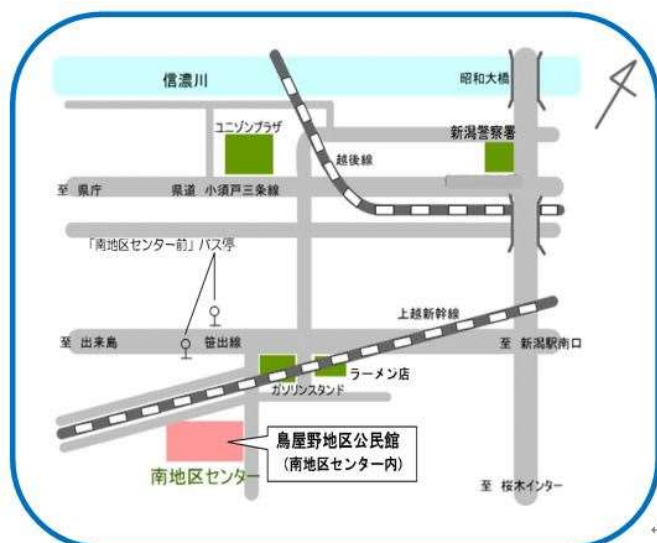 信濃川
昭和大橋
ユニゾンプラザ
新潟警察署
越後線
至 県庁
県道 小須戸三条線
「南地区センター前」バス停
上越新幹線
至 出来島
笹出線
至 新潟駅南口
ラーメン店
ガソリンスタンド
鳥屋野地区公民館
（南地区センター内）
南地区センター
至 桜木インター